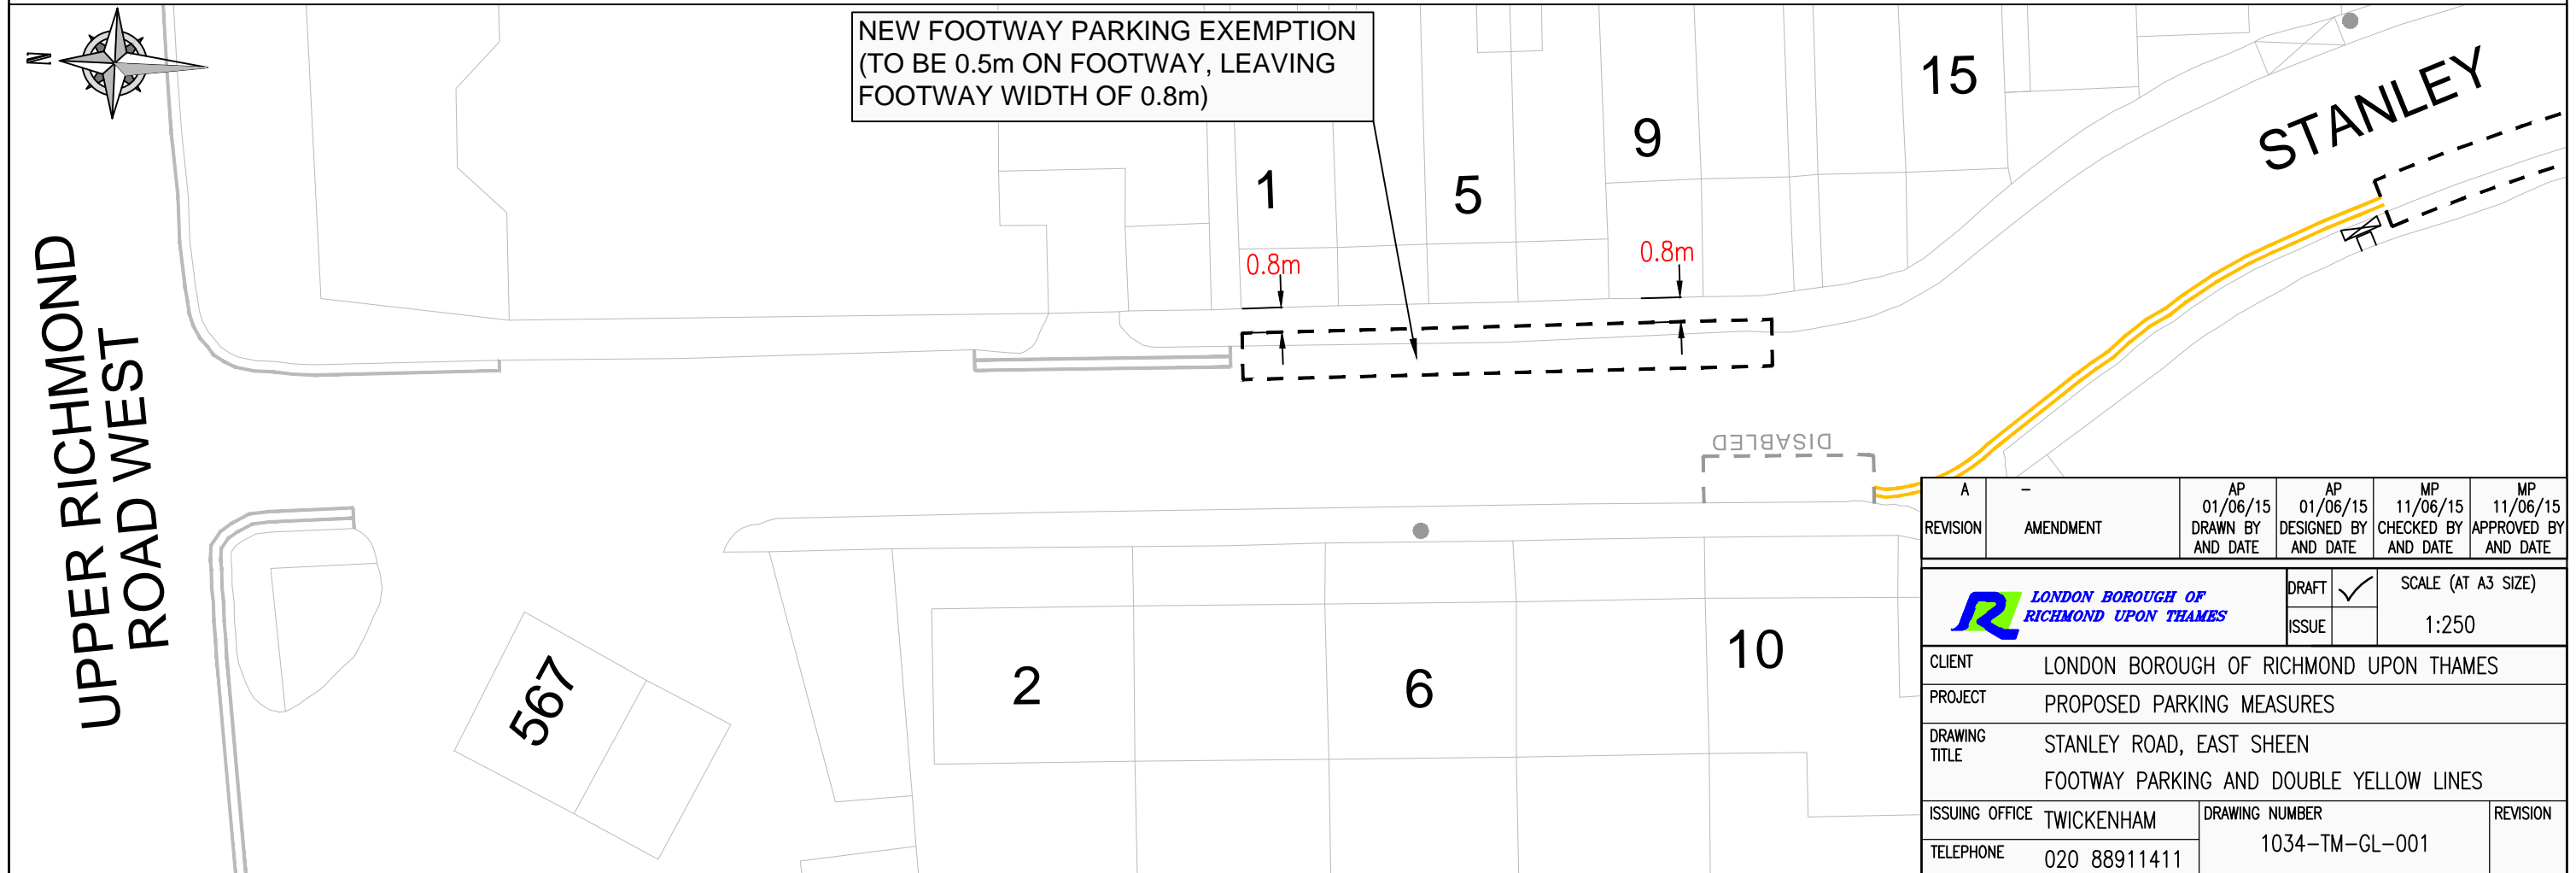 N
NEW FOOTWAY PARKING EXEMPTION
(TO BE 0.5m ON FOOTWAY, LEAVING
FOOTWAY WIDTH OF 0.8m)
UPPER RICHMOND
ROAD WEST
1
5
9
15
STANLEY
0.8m
0.8m
DISABLED
567
2
6
10
A
-
AP
01/06/15
AP
01/06/15
MP
11/06/15
MP
11/06/15
REVISION
AMENDMENT
DRAWN BY
AND DATE
DESIGNED BY
AND DATE
CHECKED BY
AND DATE
APPROVED BY
AND DATE
LONDON BOROUGH OF
RICHMOND UPON THAMES
DRAFT
ISSUE
SCALE (AT A3 SIZE)
1:250
CLIENT LONDON BOROUGH OF RICHMOND UPON THAMES
PROJECT PROPOSED PARKING MEASURES
DRAWING
TITLE
STANLEY ROAD, EAST SHEEN
FOOTWAY PARKING AND DOUBLE YELLOW LINES
ISSUING OFFICE TWICKENHAM
TELEPHONE 020 88911411
DRAWING NUMBER
1034-TM-GL-001
REVISION